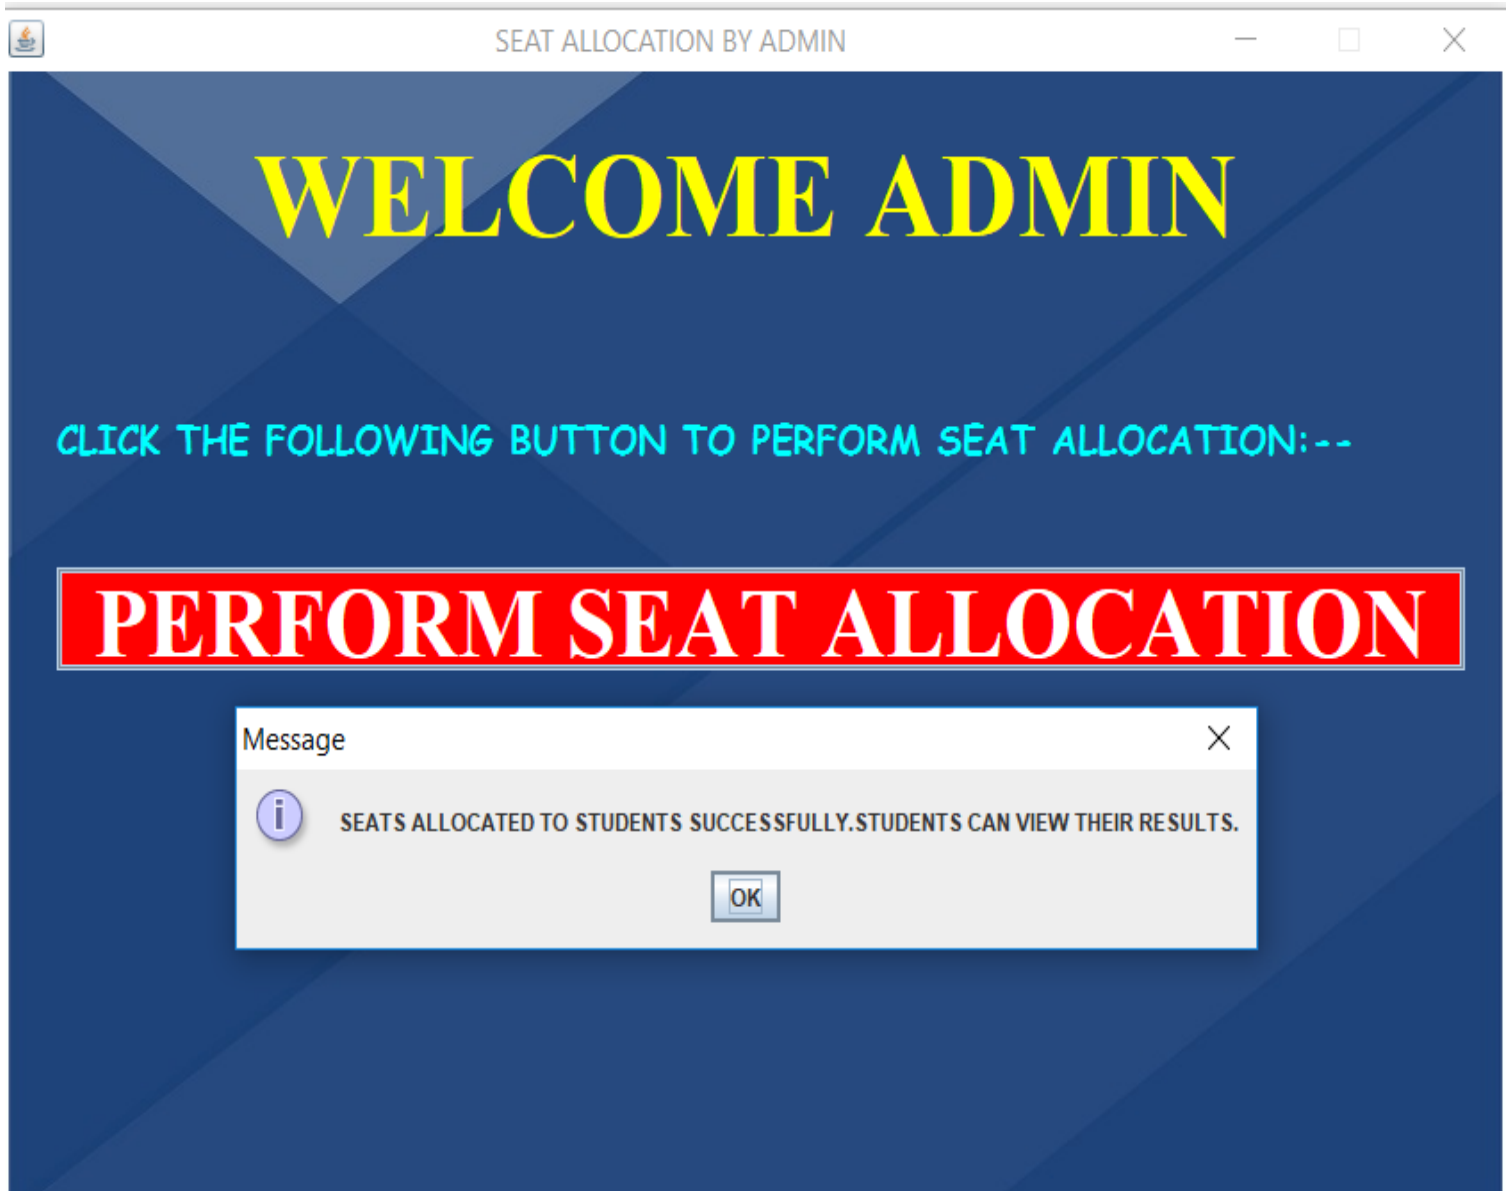 SEAT ALLOCATION BY ADMIN
WELCOME ADMIN
CLICK THE FOLLOWING BUTTON TO PERFORM SEAT ALLOCATION:--
PERFORM SEAT ALLOCATION
Message
SEATS ALLOCATED TO STUDENTS SUCCESSFULLY.STUDENTS CAN VIEW THEIR RESULTS.
OK